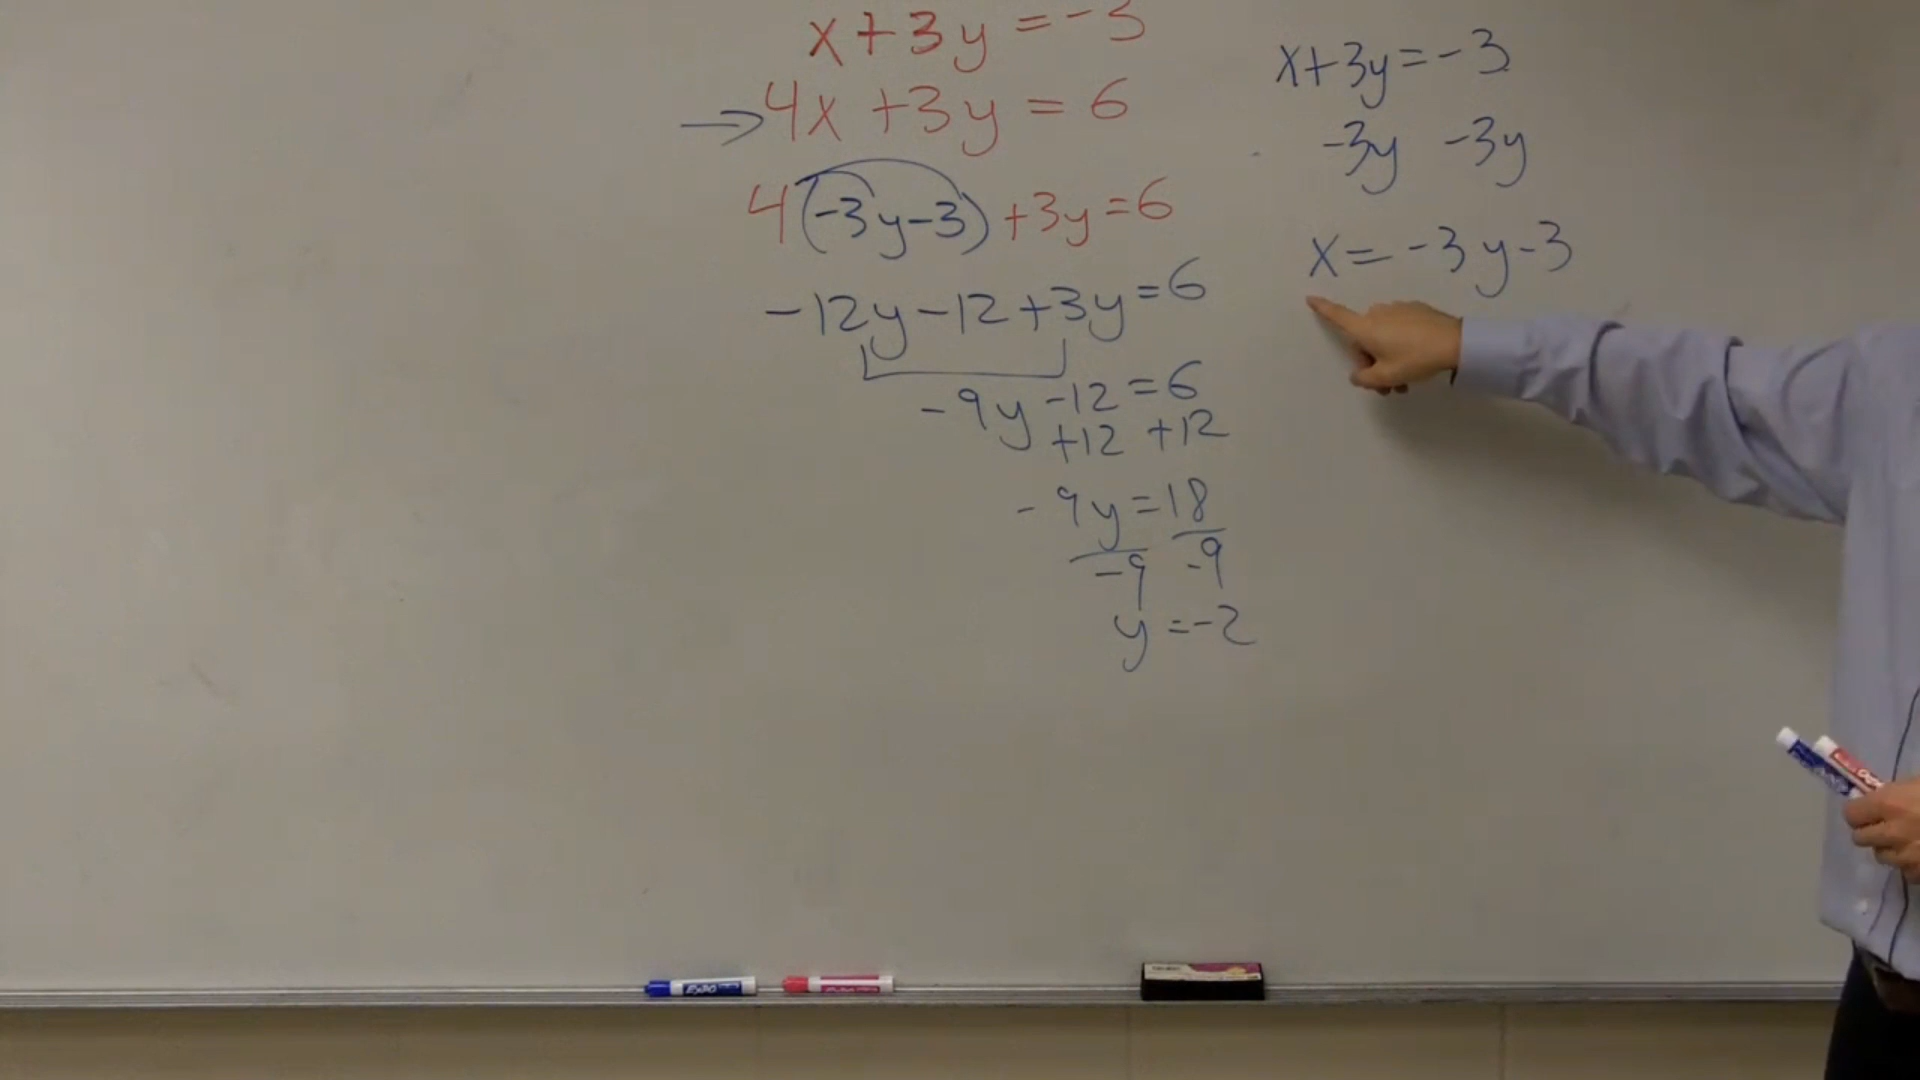 x+3y=-3
→4x+3y=6
4(-3y-3)+3y=6
-12y-12+3y=6
-9y-12=6
+12 +12
-9y=18
-9 -9
y=-2
x+3y=-3
-3y -3y
x=-3y-3
EXPO